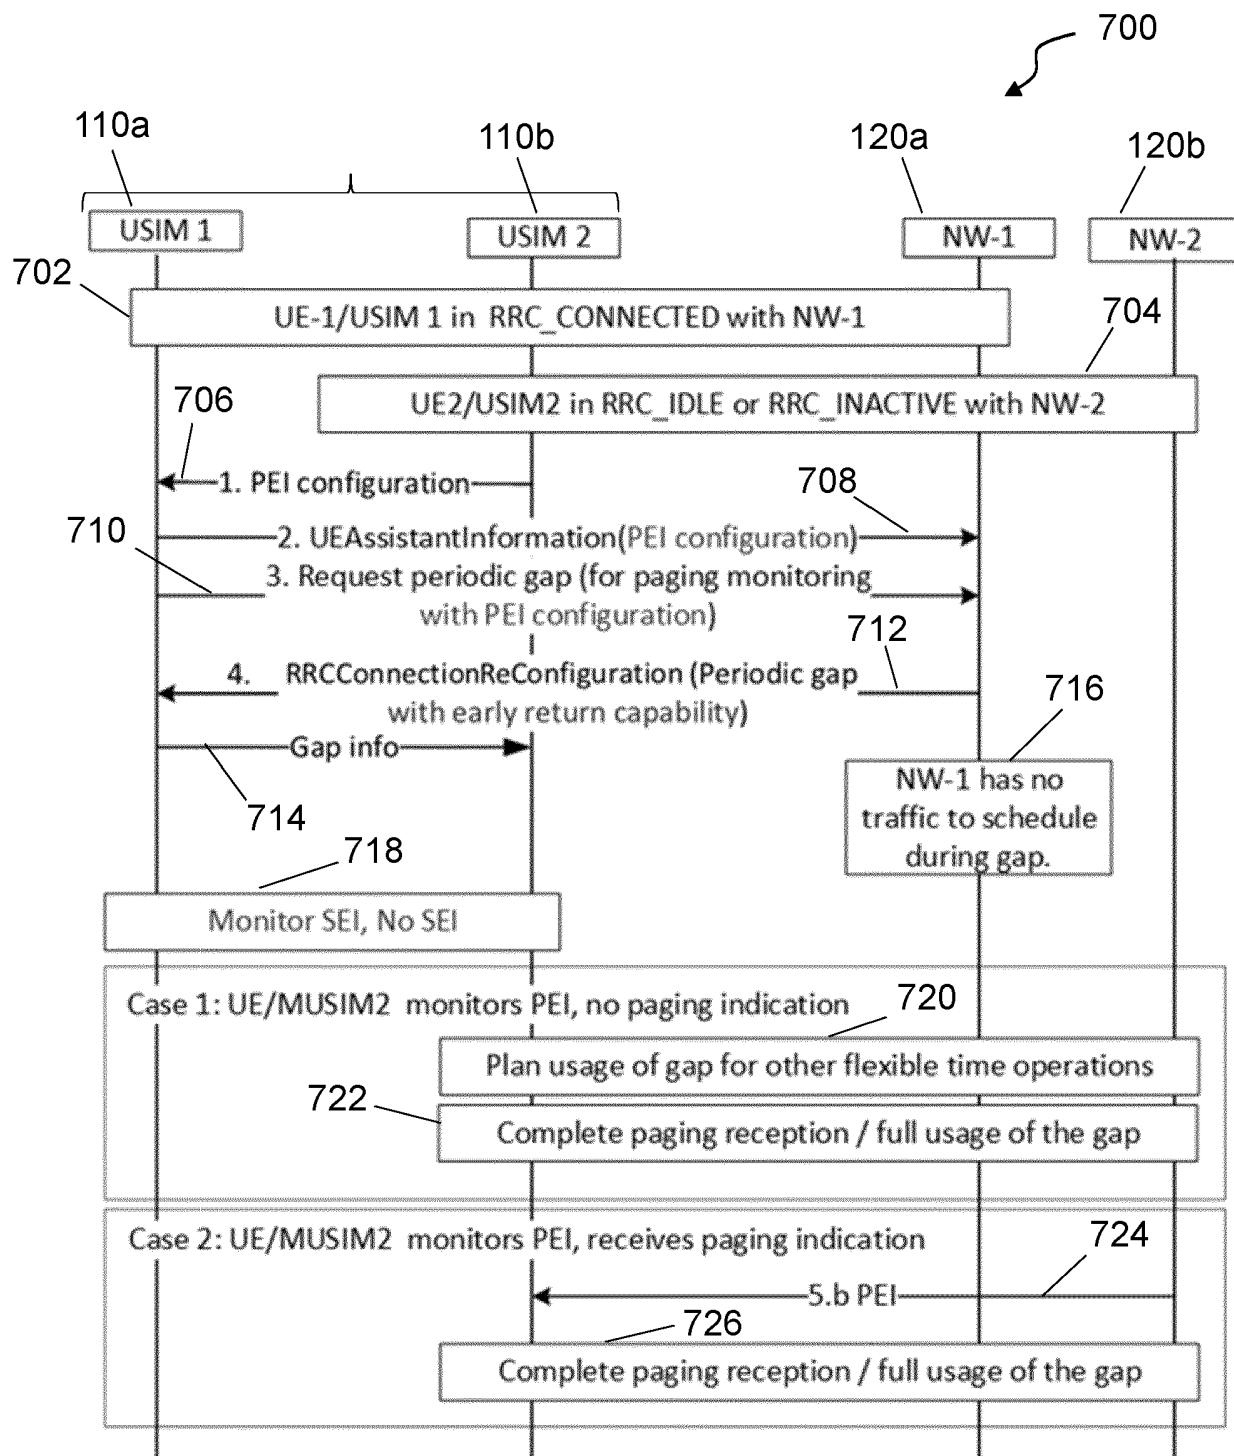 700
110a
110b
120a
120b
USIM 1
USIM 2
NW-1
NW-2
702
UE-1/USIM 1 in RRC_CONNECTED with NW-1
704
UE2/USIM2 in RRC_IDLE or RRC_INACTIVE with NW-2
706
1. PEI configuration
708
2. UEAssistantInformation(PEI configuration)
710
3. Request periodic gap (for paging monitoring
with PEI configuration)
712
4. RRCConnectionReConfiguration (Periodic gap
with early return capability)
Gap info
714
716
NW-1 has no
traffic to schedule
during gap.
718
Monitor SEI, No SEI
Case 1: UE/MUSIM2 monitors PEI, no paging indication
720
Plan usage of gap for other flexible time operations
722
Complete paging reception / full usage of the gap
Case 2: UE/MUSIM2 monitors PEI, receives paging indication
724
5.b PEI
726
Complete paging reception / full usage of the gap